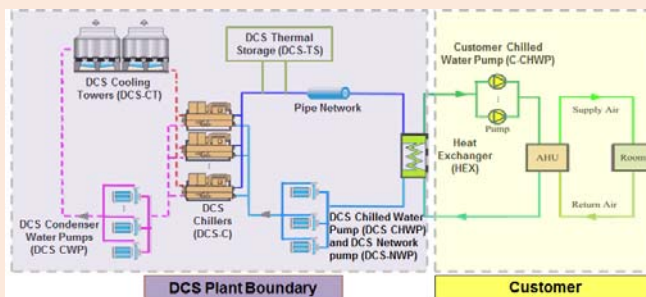 DCS Thermal
Storage (DCS-TS)
Customer Chilled
Water Pump (C-CHWP)
DCS Cooling
Towers (DCS-CT)
Pipe Network
Pump
Supply Air
Heat
Exchanger
(HEX)
AHU
Room
Return Air
DCS
Chillers
(DCS-C)
DCS Condenser
Water Pumps
(DCS CWP)
DCS Chilled Water
Pump (DCS CHWP)
and DCS Network
pump (DCS-NWP)
DCS Plant Boundary
Customer